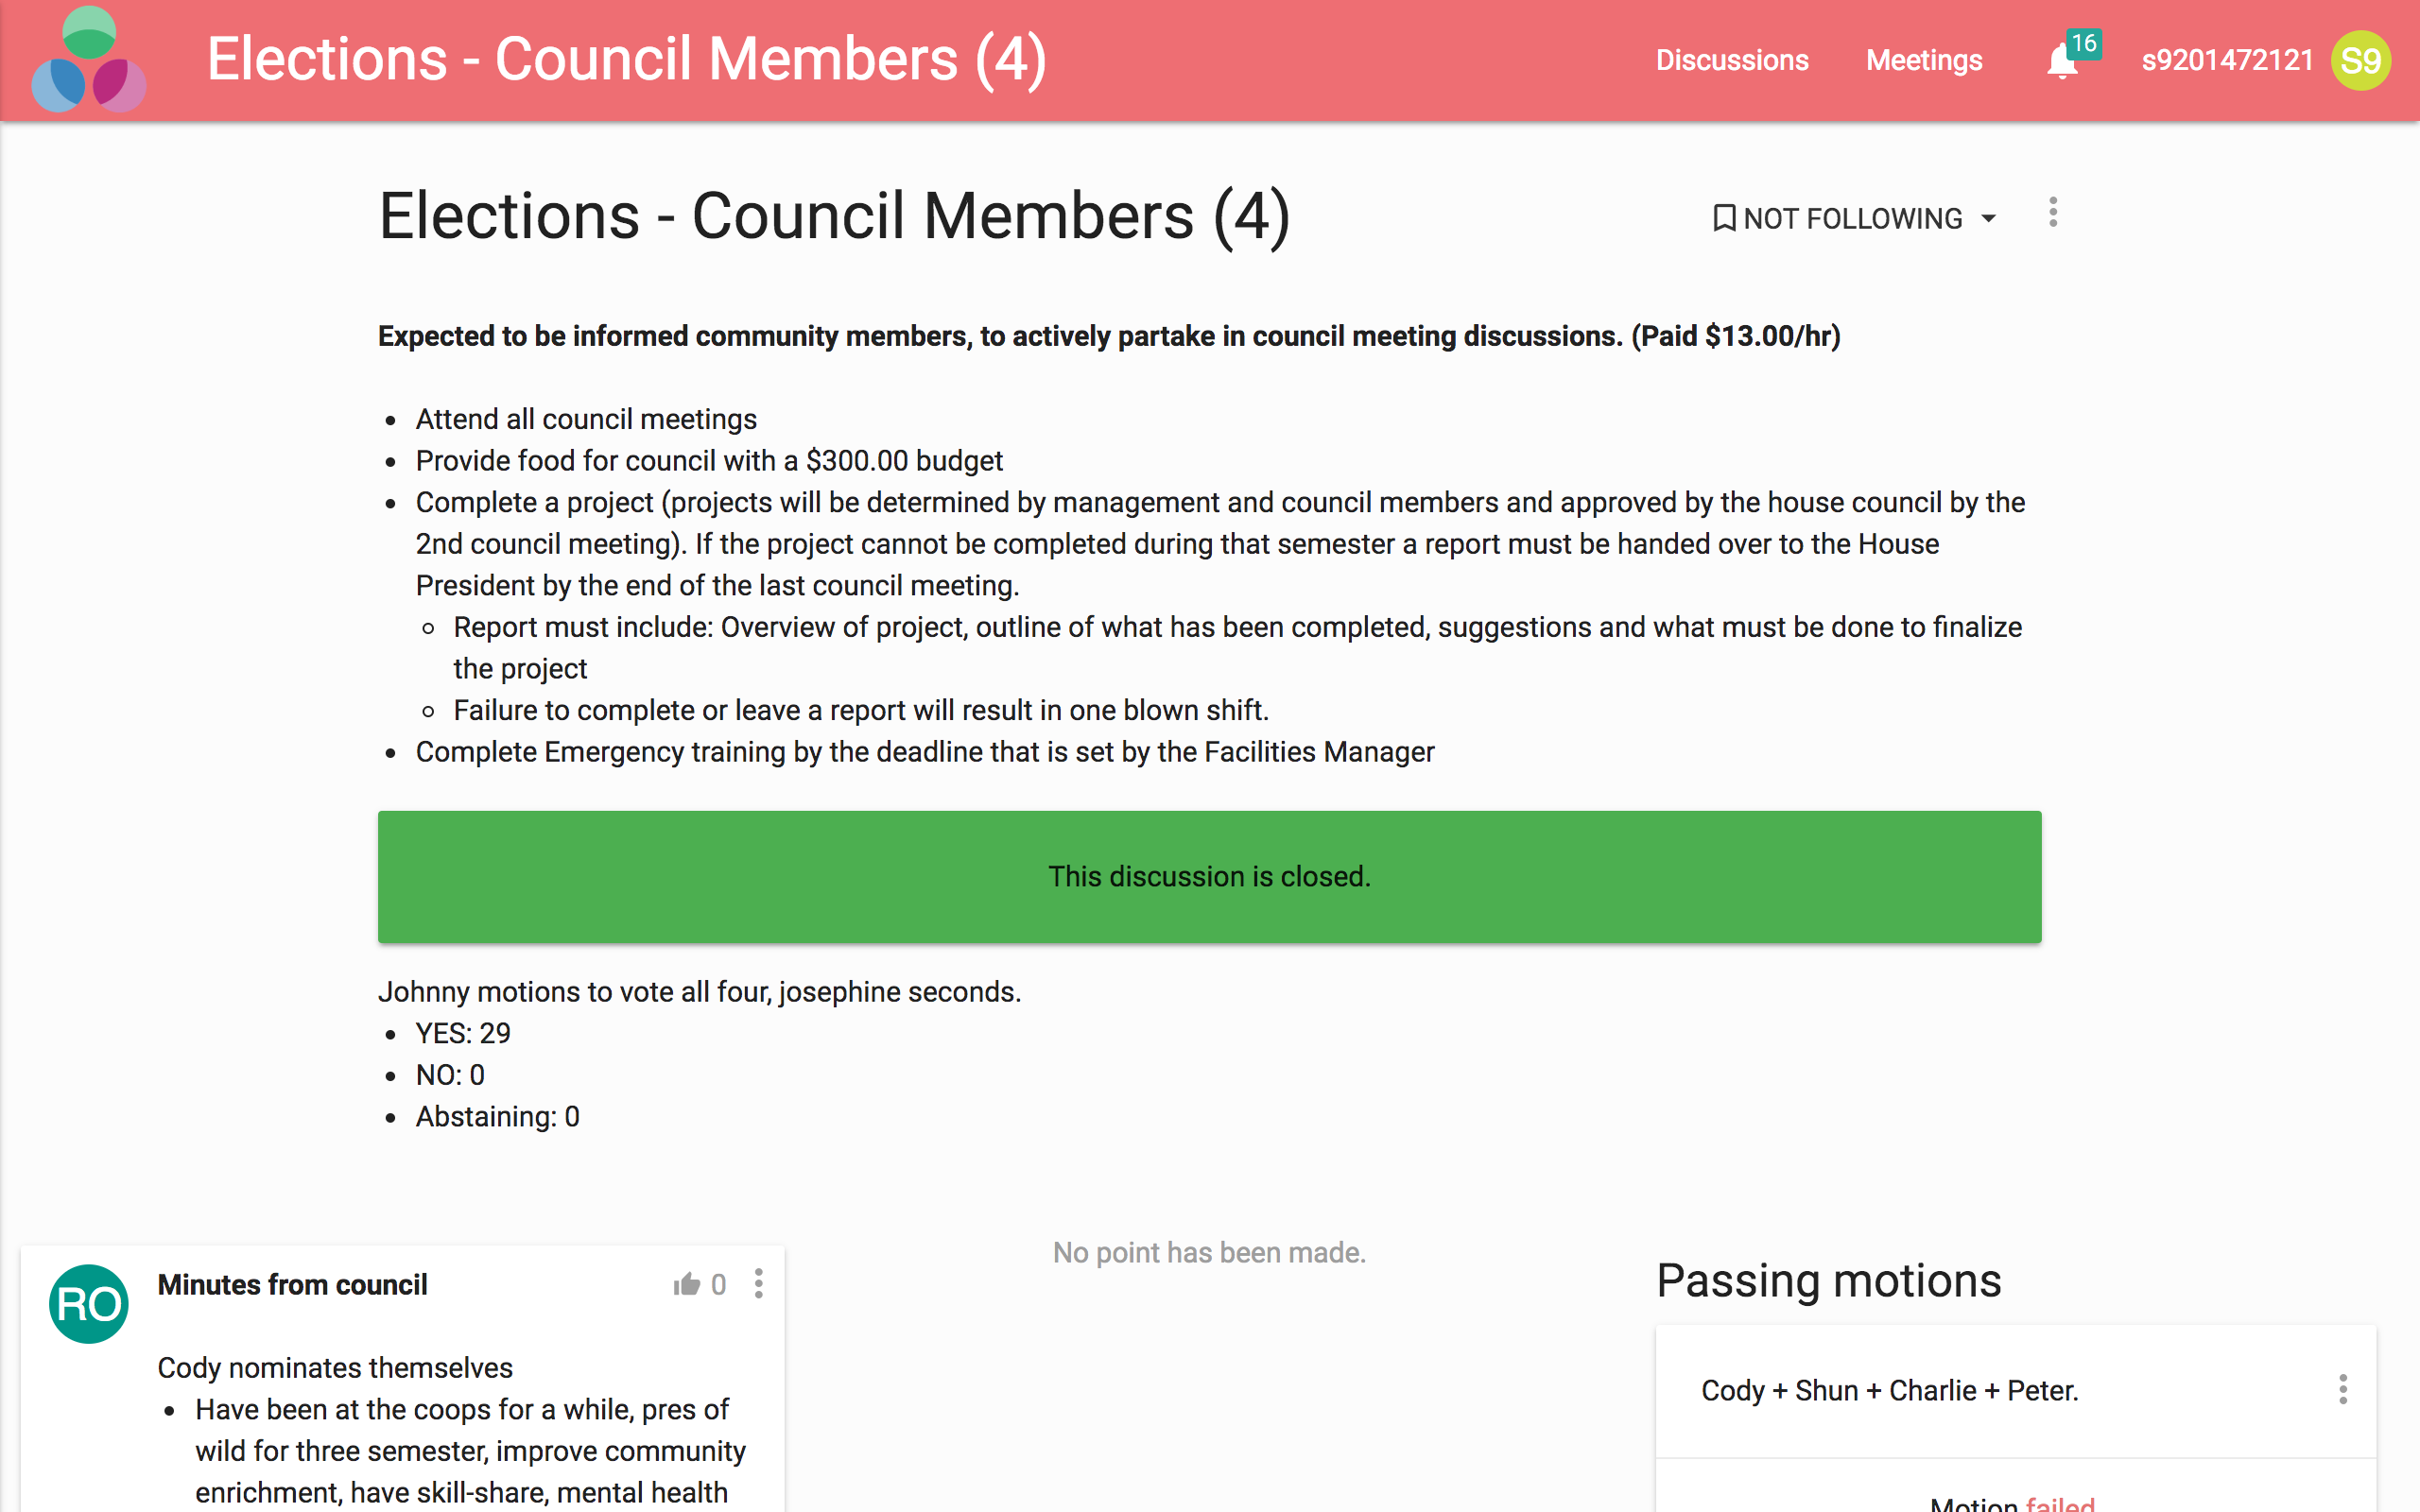 Elections - Council Members (4)
Discussions
Meetings
16
s9201472121
S9
Elections - Council Members (4)
NOT FOLLOWING
Expected to be informed community members, to actively partake in council meeting discussions. (Paid $13.00/hr)
Attend all council meetings
Provide food for council with a $300.00 budget
Complete a project (projects will be determined by management and council members and approved by the house council by the
2nd council meeting). If the project cannot be completed during that semester a report must be handed over to the House
President by the end of the last council meeting.
Report must include: Overview of project, outline of what has been completed, suggestions and what must be done to finalize
the project
Failure to complete or leave a report will result in one blown shift.
Complete Emergency training by the deadline that is set by the Facilities Manager
This discussion is closed.
Johnny motions to vote all four, josephine seconds.
YES: 29
NO: 0
Abstaining: 0
RO
Minutes from council
0
Cody nominates themselves
Have been at the coops for a while, pres of
wild for three semester, improve community
enrichment, have skill-share, mental health
No point has been made.
Passing motions
Cody + Shun + Charlie + Peter.
Motion failed